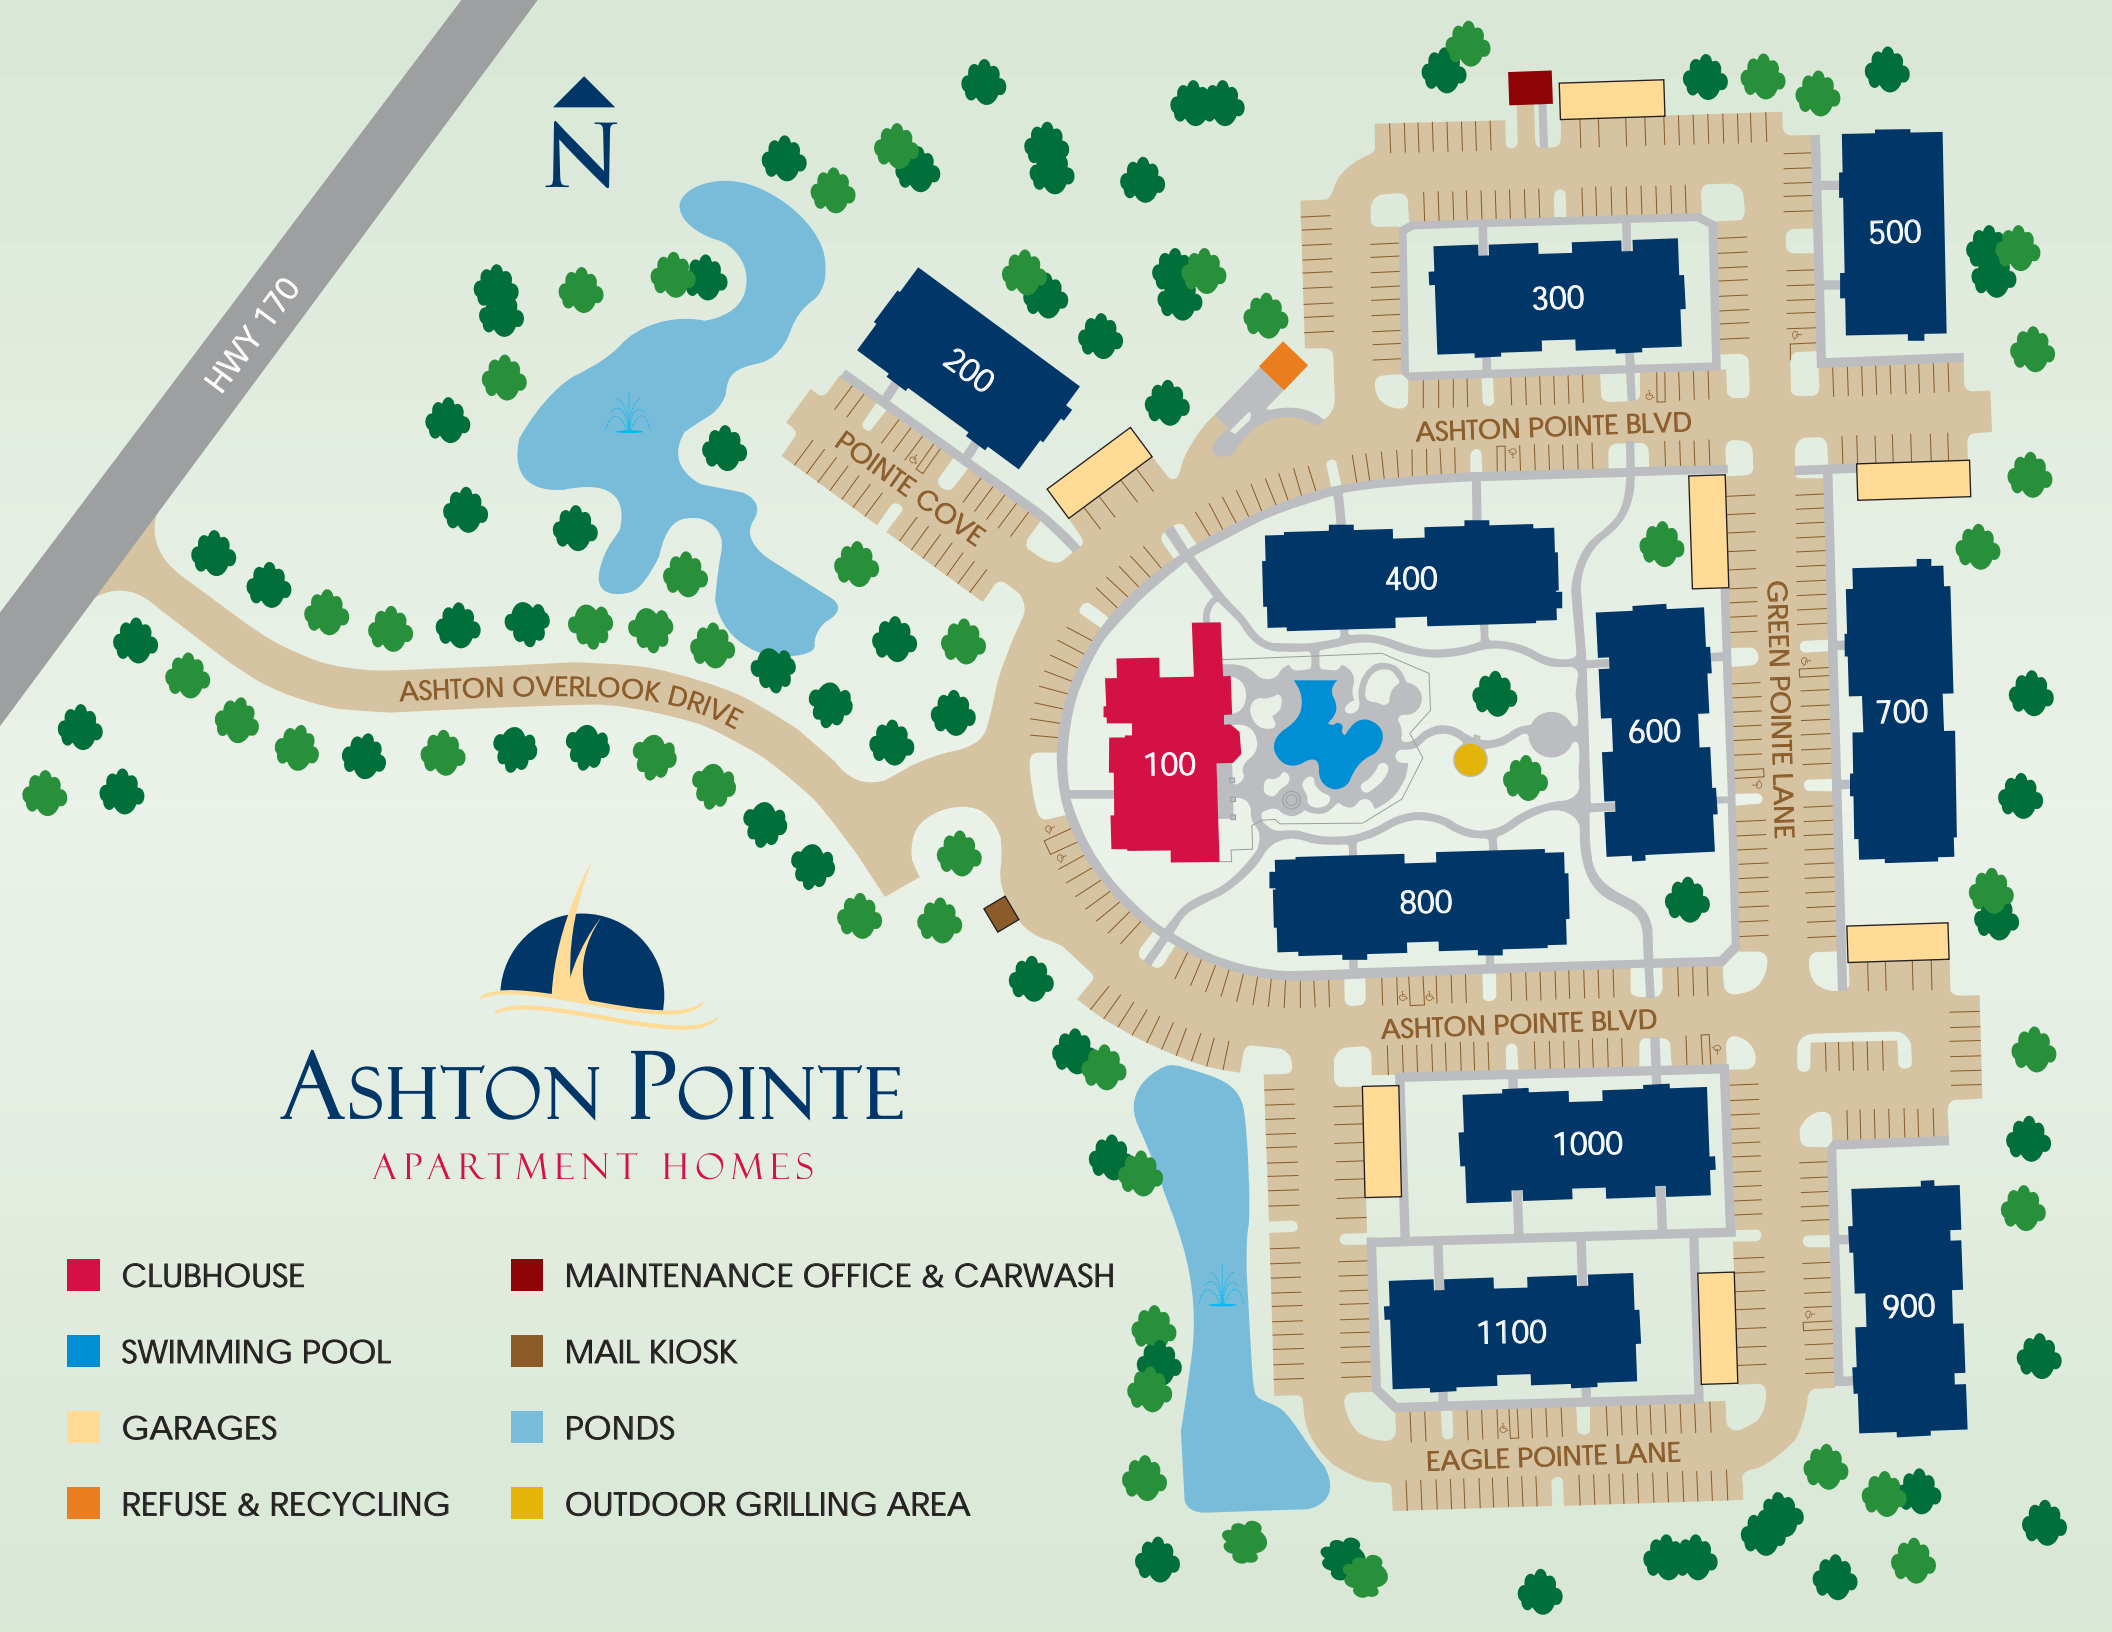 N
HWY 170
200
300
500
POINTE COVE
ASHTON POINTE BLVD
400
GREEN POINTE LANE
ASHTON OVERLOOK DRIVE
100
600
700
800
ASHTON POINTE BLVD
ASHTON POINTE
APARTMENT HOMES
1000
1100
900
EAGLE POINTE LANE
CLUBHOUSE
SWIMMING POOL
GARAGES
REFUSE & RECYCLING
MAINTENANCE OFFICE & CARWASH
MAIL KIOSK
PONDS
OUTDOOR GRILLING AREA